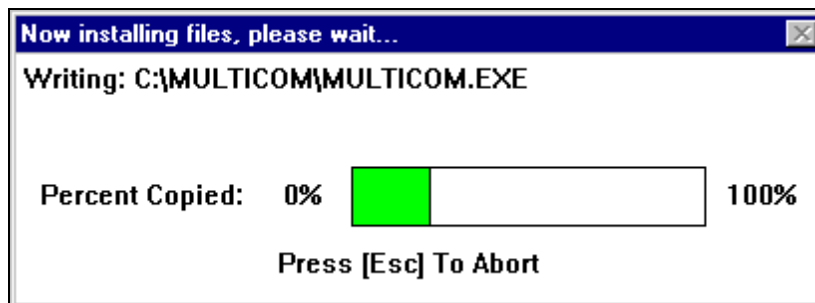 Now installing files, please wait...
Writing: C:\MULTICOM\MULTICOM.EXE
Percent Copied: 0% 100%
Press [Esc] To Abort